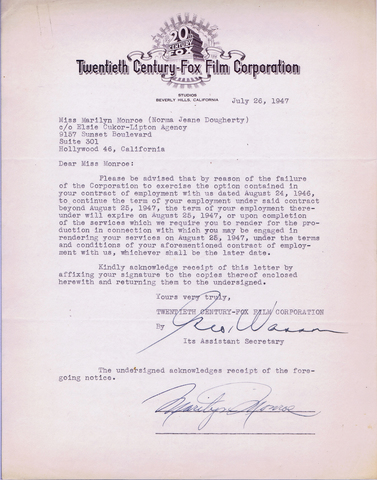 20
CENTURY
FOX
Twentieth Century-Fox Film Corporation
STUDIOS
BEVERLY HILLS, CALIFORNIA
July 26, 1947
Miss Marilyn Monroe (Norma Jeane Dougherty)
c/o Elsie Cukor-Lipton Agency
9157 Sunset Boulevard
Suite 301
Hollywood 46, California
Dear Miss Monroe:
Please be advised that by reason of the failure
of the Corporation to exercise the option contained in
your contract of employment with us dated August 24, 1946,
to continue the term of your employment under said contract
beyond August 25, 1947, the term of your employment there-
under will expire on August 25, 1947, or upon completion
of the services which we require you to render for the pro-
duction in connection with which you may be engaged in
rendering your services on August 25, 1947, under the terms
and conditions of your aforementioned contract of employ-
ment with us, whichever shall be the later date.
Kindly acknowledge receipt of this letter by
affixing your signature to the copies thereof enclosed
herewith and returning them to the undersigned.
Yours very truly,
TWENTIETH CENTURY-FOX FILM CORPORATION
By Geo. Wasson
Its Assistant Secretary
The undersigned acknowledges receipt of the fore-
going notice.
Marilyn Monroe